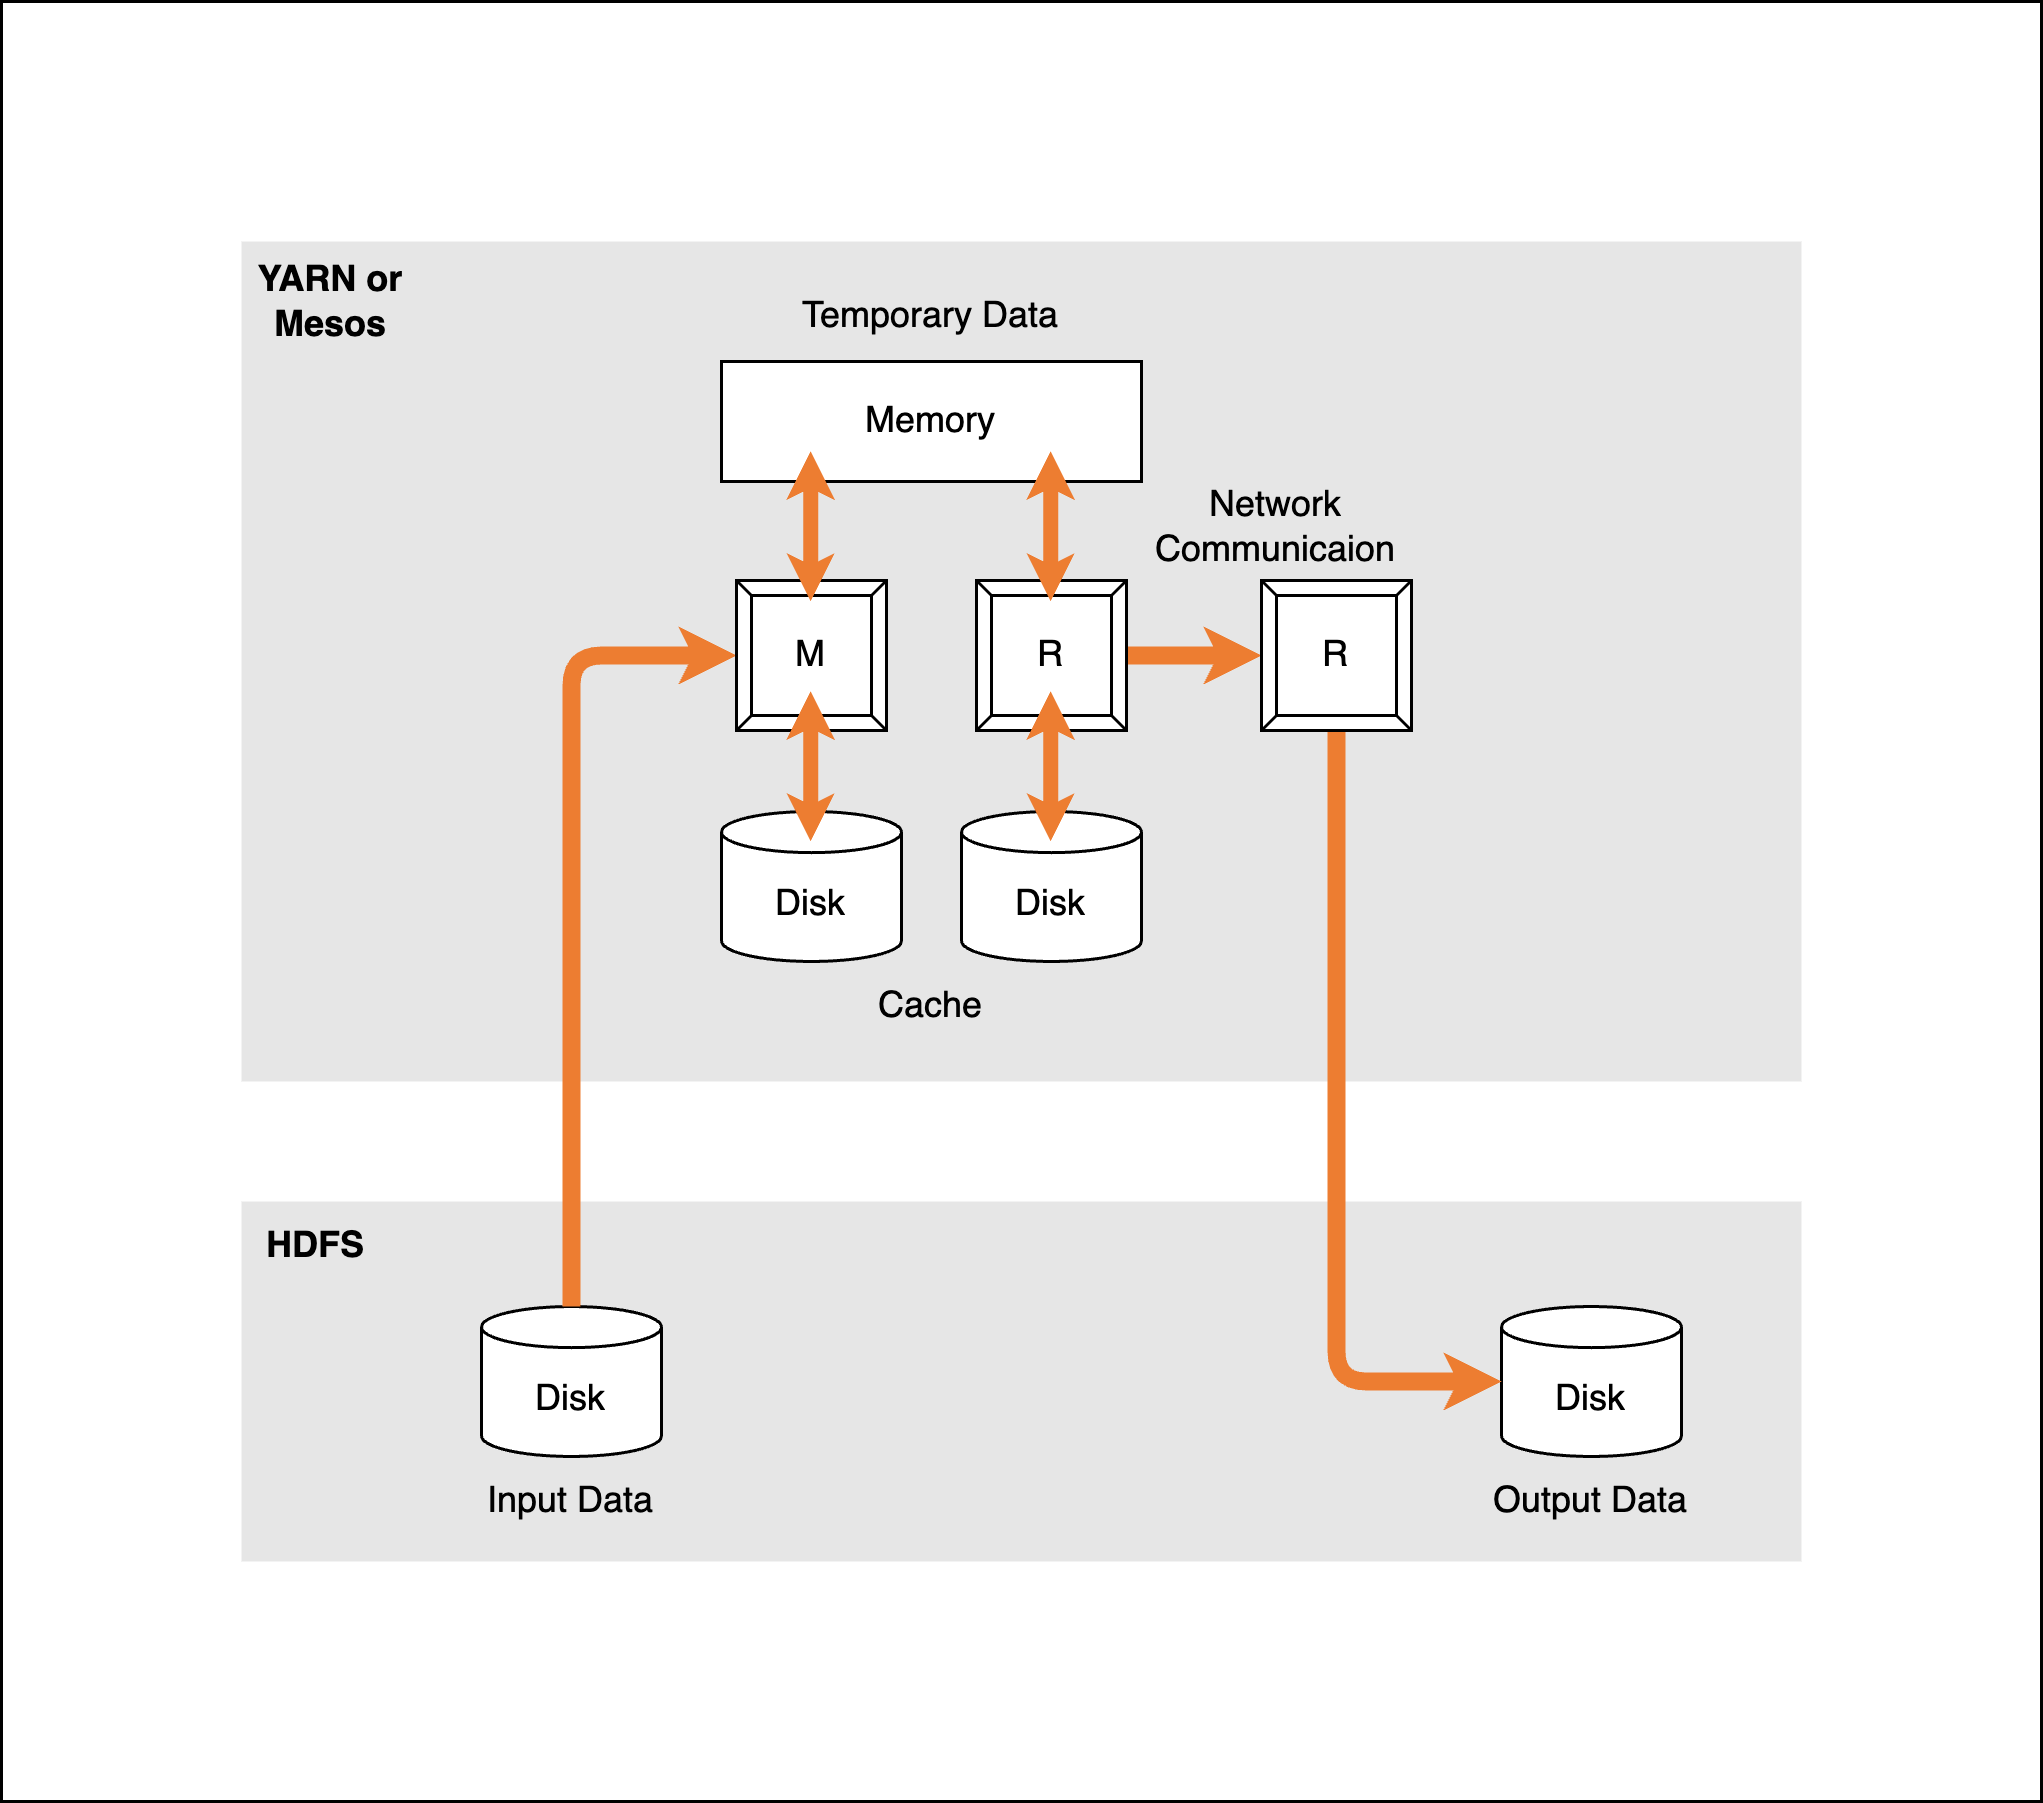 YARN or
Mesos
Temporary Data
Memory
Network
Communicaion
M
R
R
Disk
Disk
Cache
HDFS
Disk
Disk
Input Data
Output Data